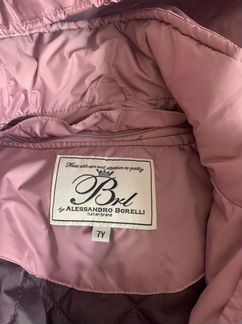 Made with care and attention to quality
Brl
by ALESSANDRO BORELLI
Italian brand
7Y